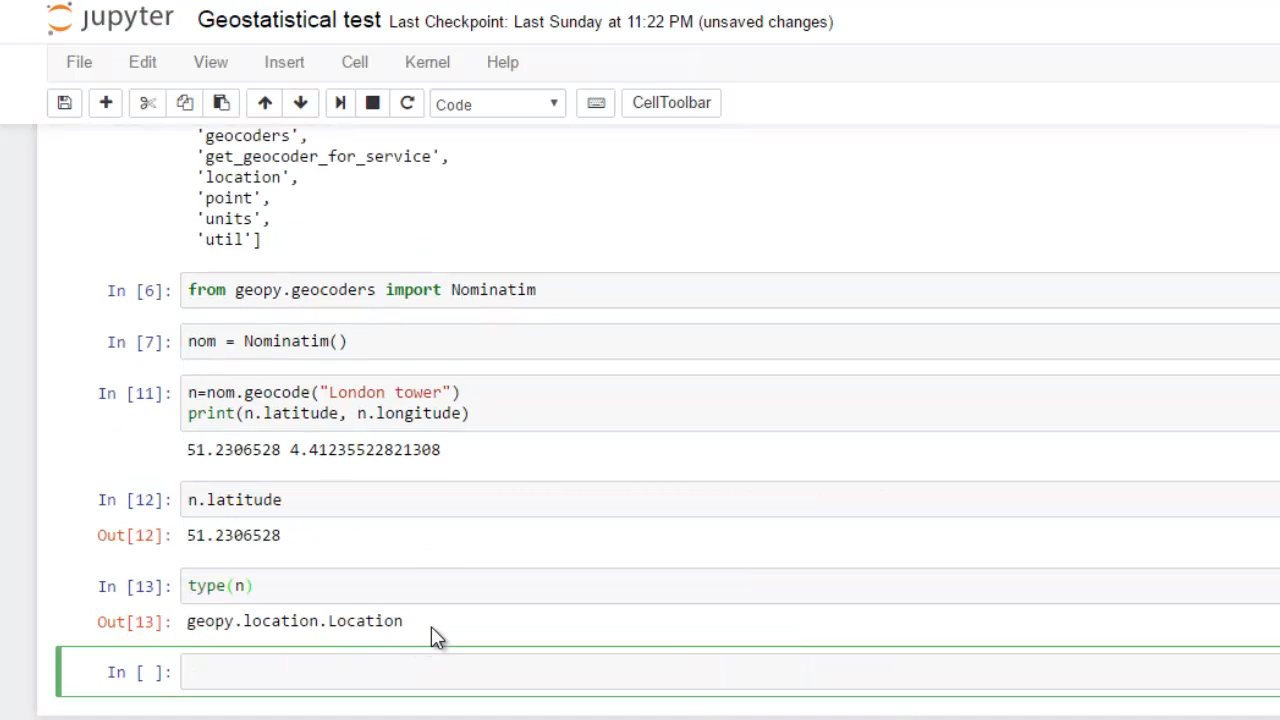 jupyter Geostatistical test Last Checkpoint: Last Sunday at 11:22 PM (unsaved changes)
File Edit View Insert Cell Kernel Help
Code CellToolbar
'geocoders',
'get_geocoder_for_service',
'location',
'point',
'units',
'util']
In [6]: from geopy.geocoders import Nominatim
In [7]: nom = Nominatim()
In [11]: n=nom.geocode("London tower")
print(n.latitude, n.longitude)
51.2306528 4.41235522821308
In [12]: n.latitude
Out[12]: 51.2306528
In [13]: type(n)
Out[13]: geopy.location.Location
In [ ]: